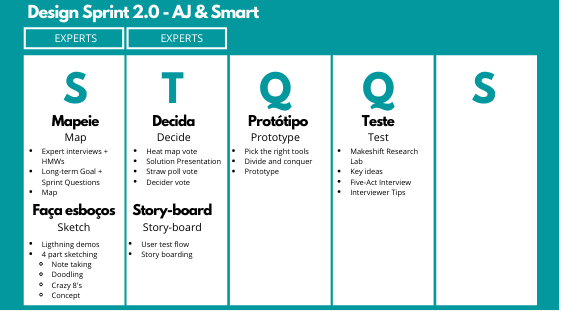 Design Sprint 2.0 - AJ & Smart
EXPERTS
EXPERTS
S
Mapeie
Map
Expert interviews +
HMWs
Long-term Goal +
Sprint Questions
Map
Faça esboços
Sketch
Ligthning demos
4 part sketching
Note taking
Doodling
Crazy 8's
Concept
T
Decida
Decide
Heat map vote
Solution Presentation
Straw poll vote
Decider vote
Story-board
Story-board
User test flow
Story boarding
Q
Protótipo
Prototype
Pick the right tools
Divide and conquer
Prototype
Q
Teste
Test
Makeshift Research
Lab
Key ideas
Five-Act Interview
Interviewer Tips
S